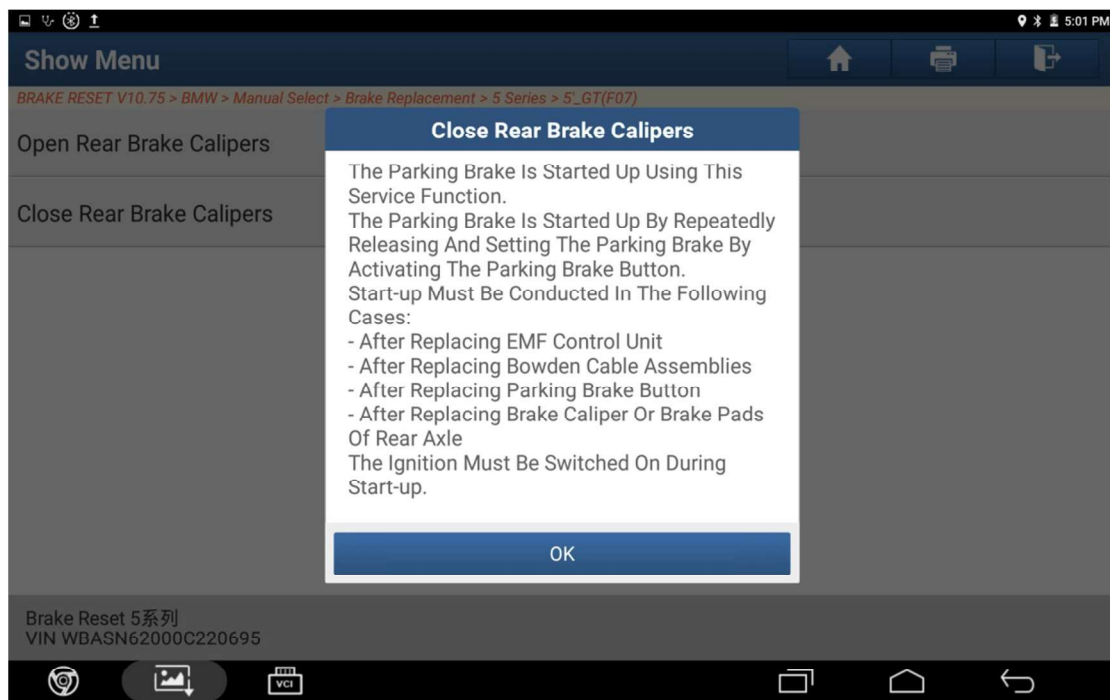 5:01 PM
Show Menu
BRAKE RESET V10.75 > BMW > Manual Select > Brake Replacement > 5 Series > 5'_GT(F07)
Open Rear Brake Calipers
Close Rear Brake Calipers
Close Rear Brake Calipers
The Parking Brake Is Started Up Using This
Service Function.
The Parking Brake Is Started Up By Repeatedly
Releasing And Setting The Parking Brake By
Activating The Parking Brake Button.
Start-up Must Be Conducted In The Following
Cases:
- After Replacing EMF Control Unit
- After Replacing Bowden Cable Assemblies
- After Replacing Parking Brake Button
- After Replacing Brake Caliper Or Brake Pads
Of Rear Axle
The Ignition Must Be Switched On During
Start-up.
OK
Brake Reset 5系列
VIN WBASN62000C220695
VCI